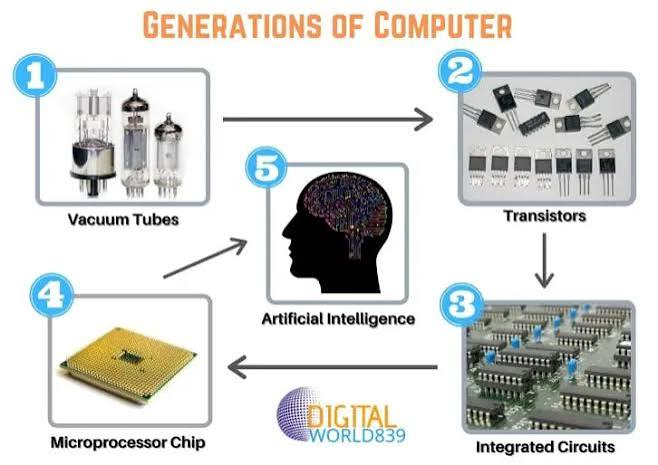 GENERATIONS OF COMPUTER
1
Vacuum Tubes
2
Transistors
3
Integrated Circuits
4
Microprocessor Chip
5
Artificial Intelligence
DIGITAL
WORLD839